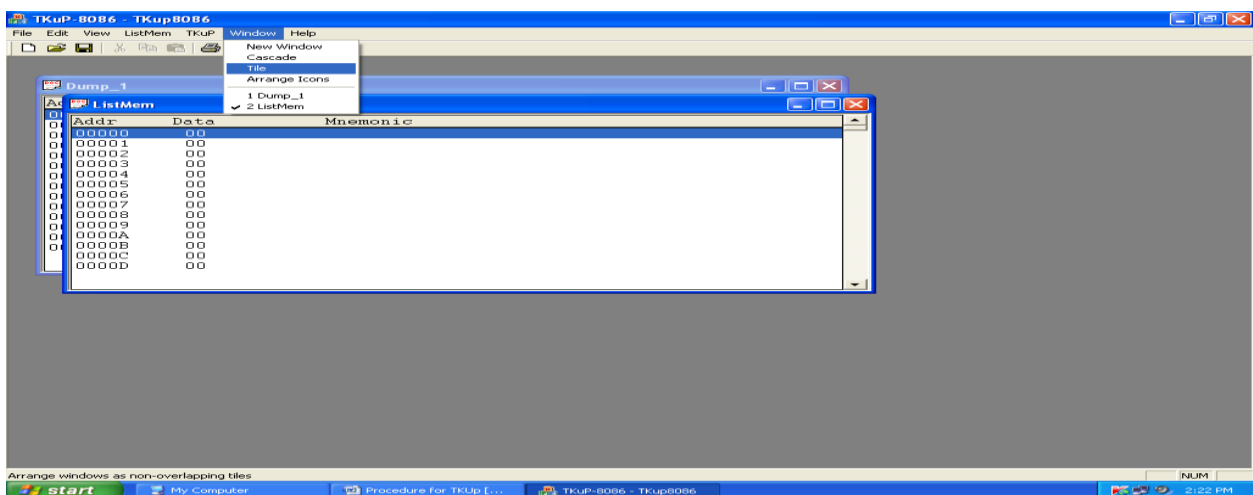 TKuP-8086 - TKup8086
File Edit View ListMem TKuP Window Help
New Window
Cascade
Tile
Arrange Icons
1 Dump_1
2 ListMem
Dump_1
ListMem
Addr Data Mnemonic
00000 00
00001 00
00002 00
00003 00
00004 00
00005 00
00006 00
00007 00
00008 00
00009 00
0000A 00
0000B 00
0000C 00
0000D 00
Arrange windows as non-overlapping tiles
NUM
start My Computer Procedure for TKUp [... TKuP-8086 - TKup8086 2:22 PM